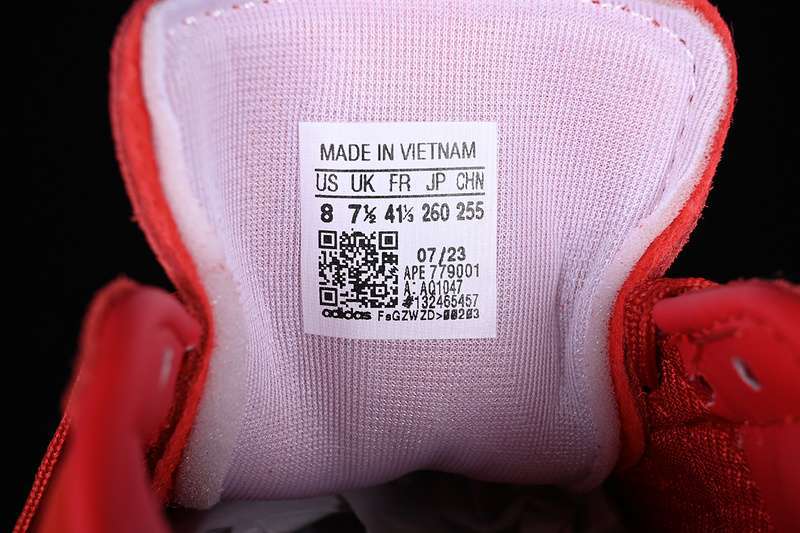 MADE IN VIETNAM
US UK FR JP CHN
8 7½ 41⅓ 260 255
07/23
APE 779001
A: AQ1047
#132465457
adidas FsGZWZD>00203